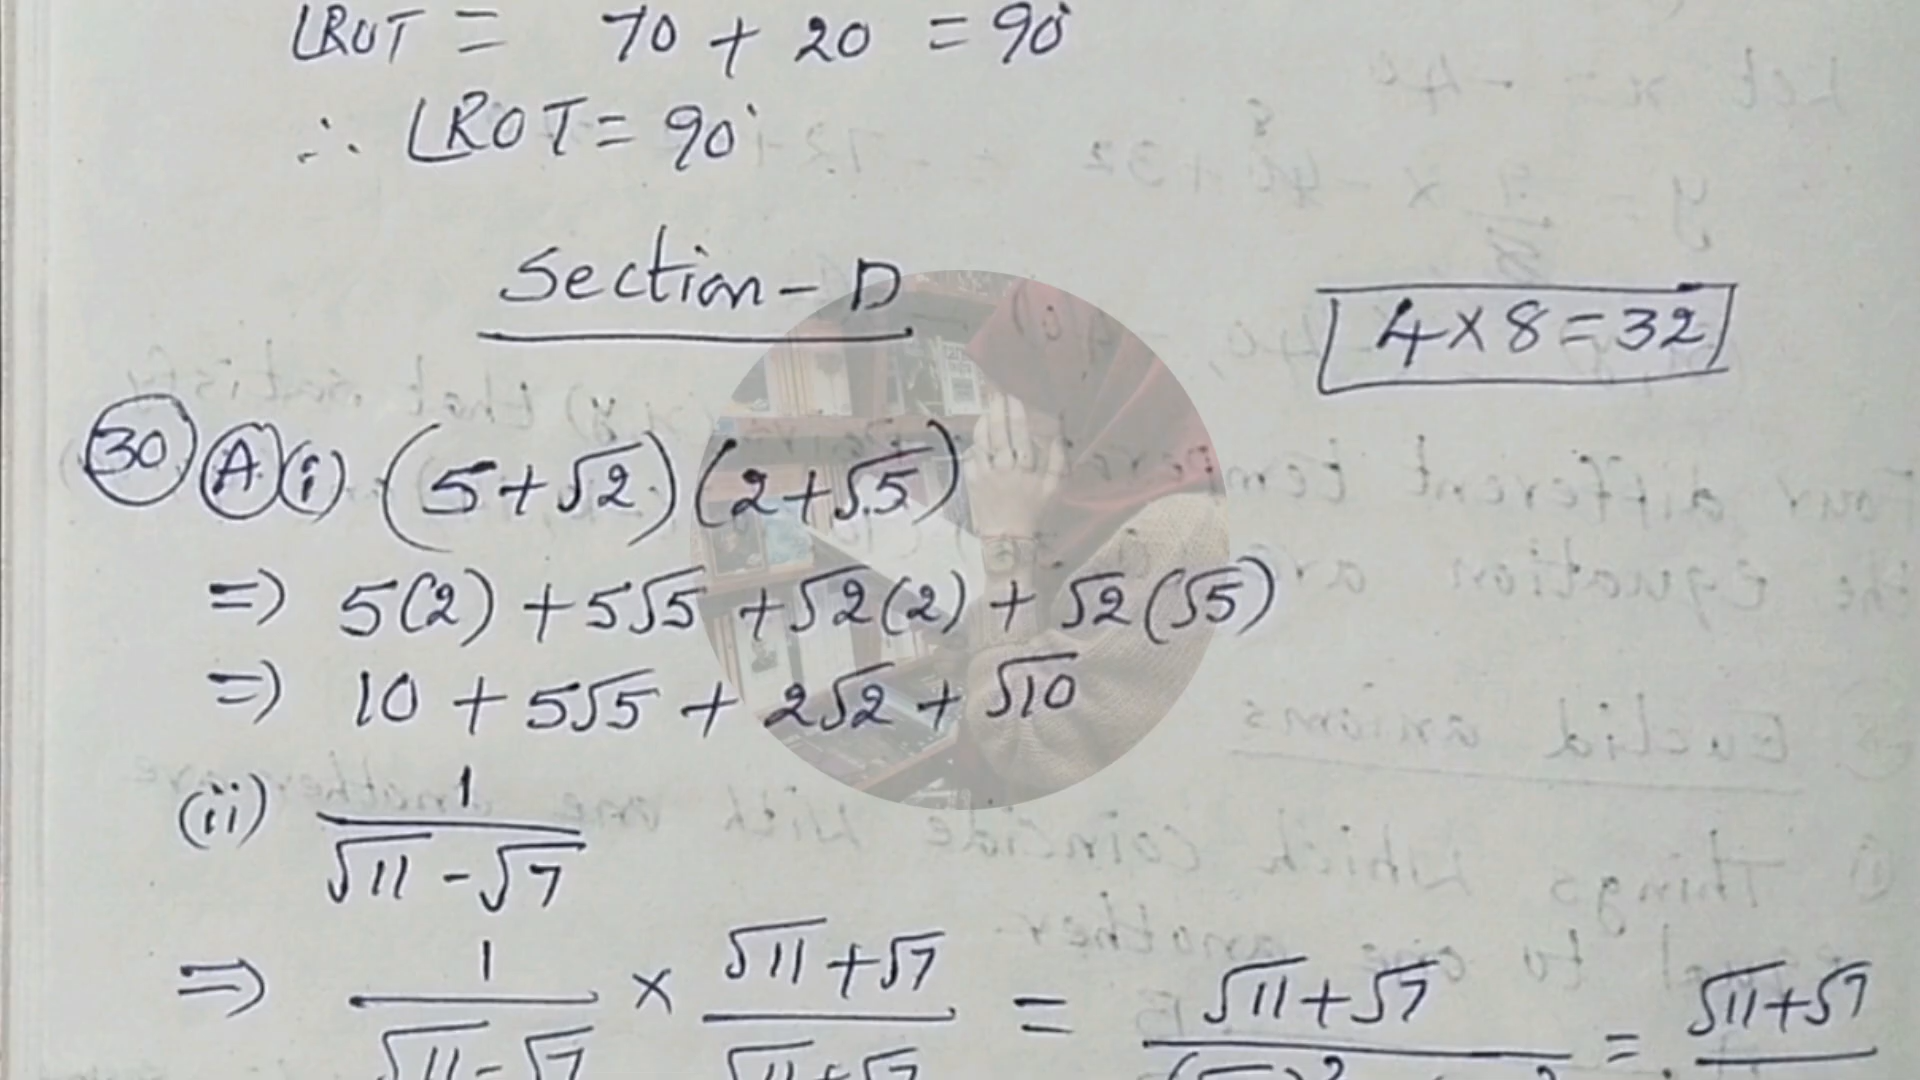 ∠ROT = 70 + 20 = 90°
∴ ∠ROT = 90°
Section - D
4×8=32
30 A (i) (5+√2)(2+√5)
=> 5(2) + 5√5 + √2(2) + √2(√5)
=> 10 + 5√5 + 2√2 + √10
(ii) 1/(√11 - √7)
=> 1/(√11 - √7) × (√11+√7)/(√11+√7) = (√11+√7)/ = (√11+√7)/